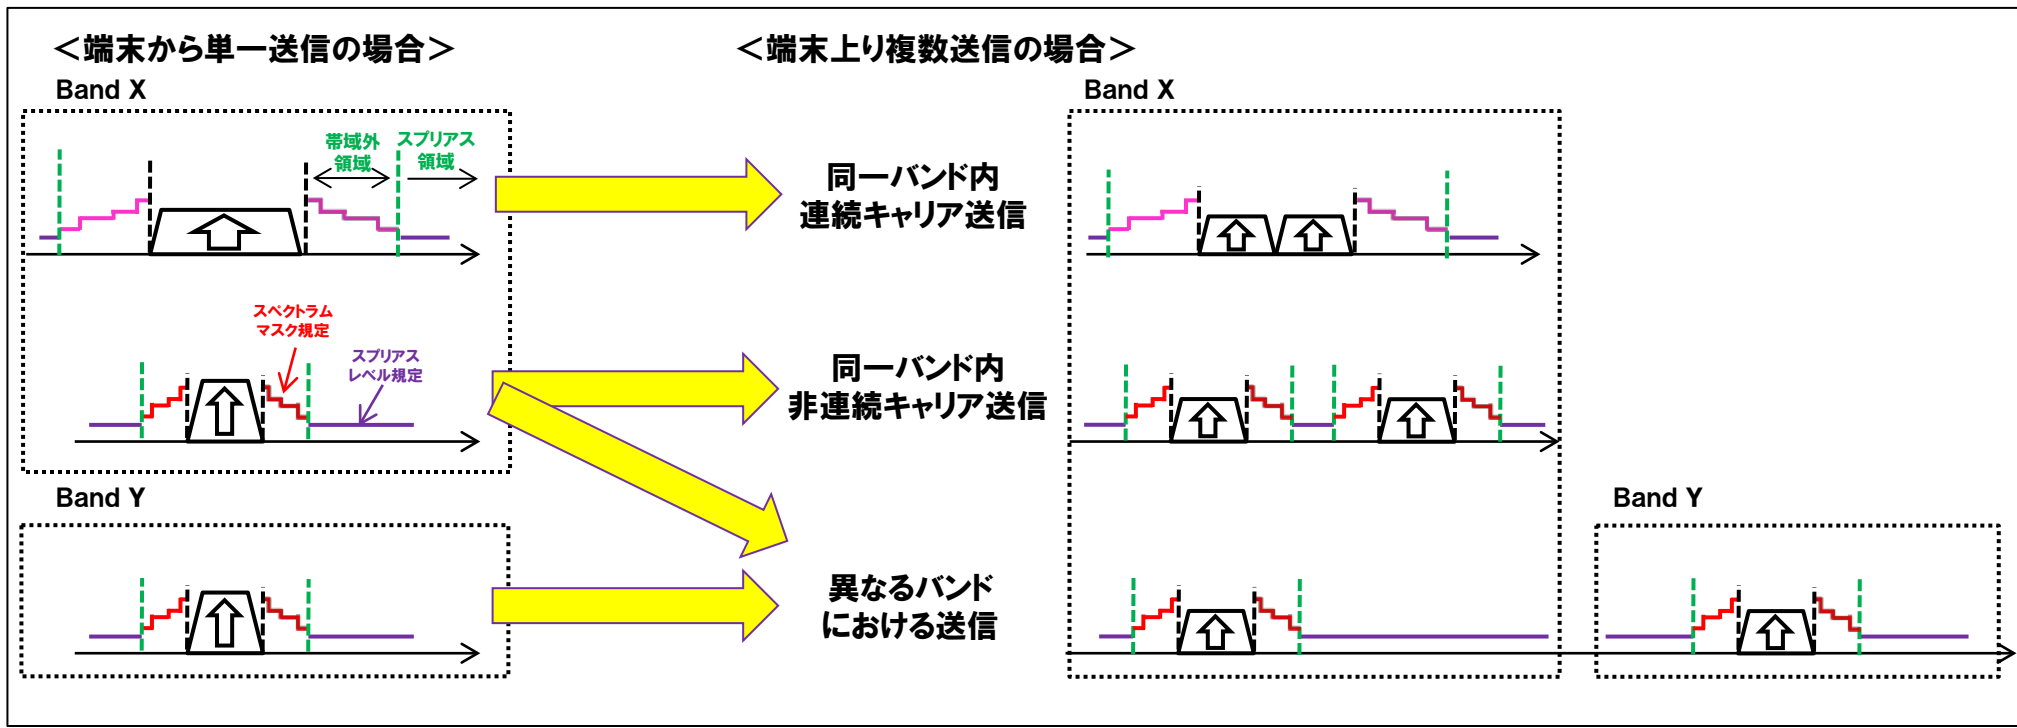 ＜端末から単一送信の場合＞
＜端末上り複数送信の場合＞
Band X
Band X
帯域外
領域
スプリアス
領域
同一バンド内
連続キャリア送信
スペクトラム
マスク規定
スプリアス
レベル規定
同一バンド内
非連続キャリア送信
Band Y
Band Y
異なるバンド
における送信